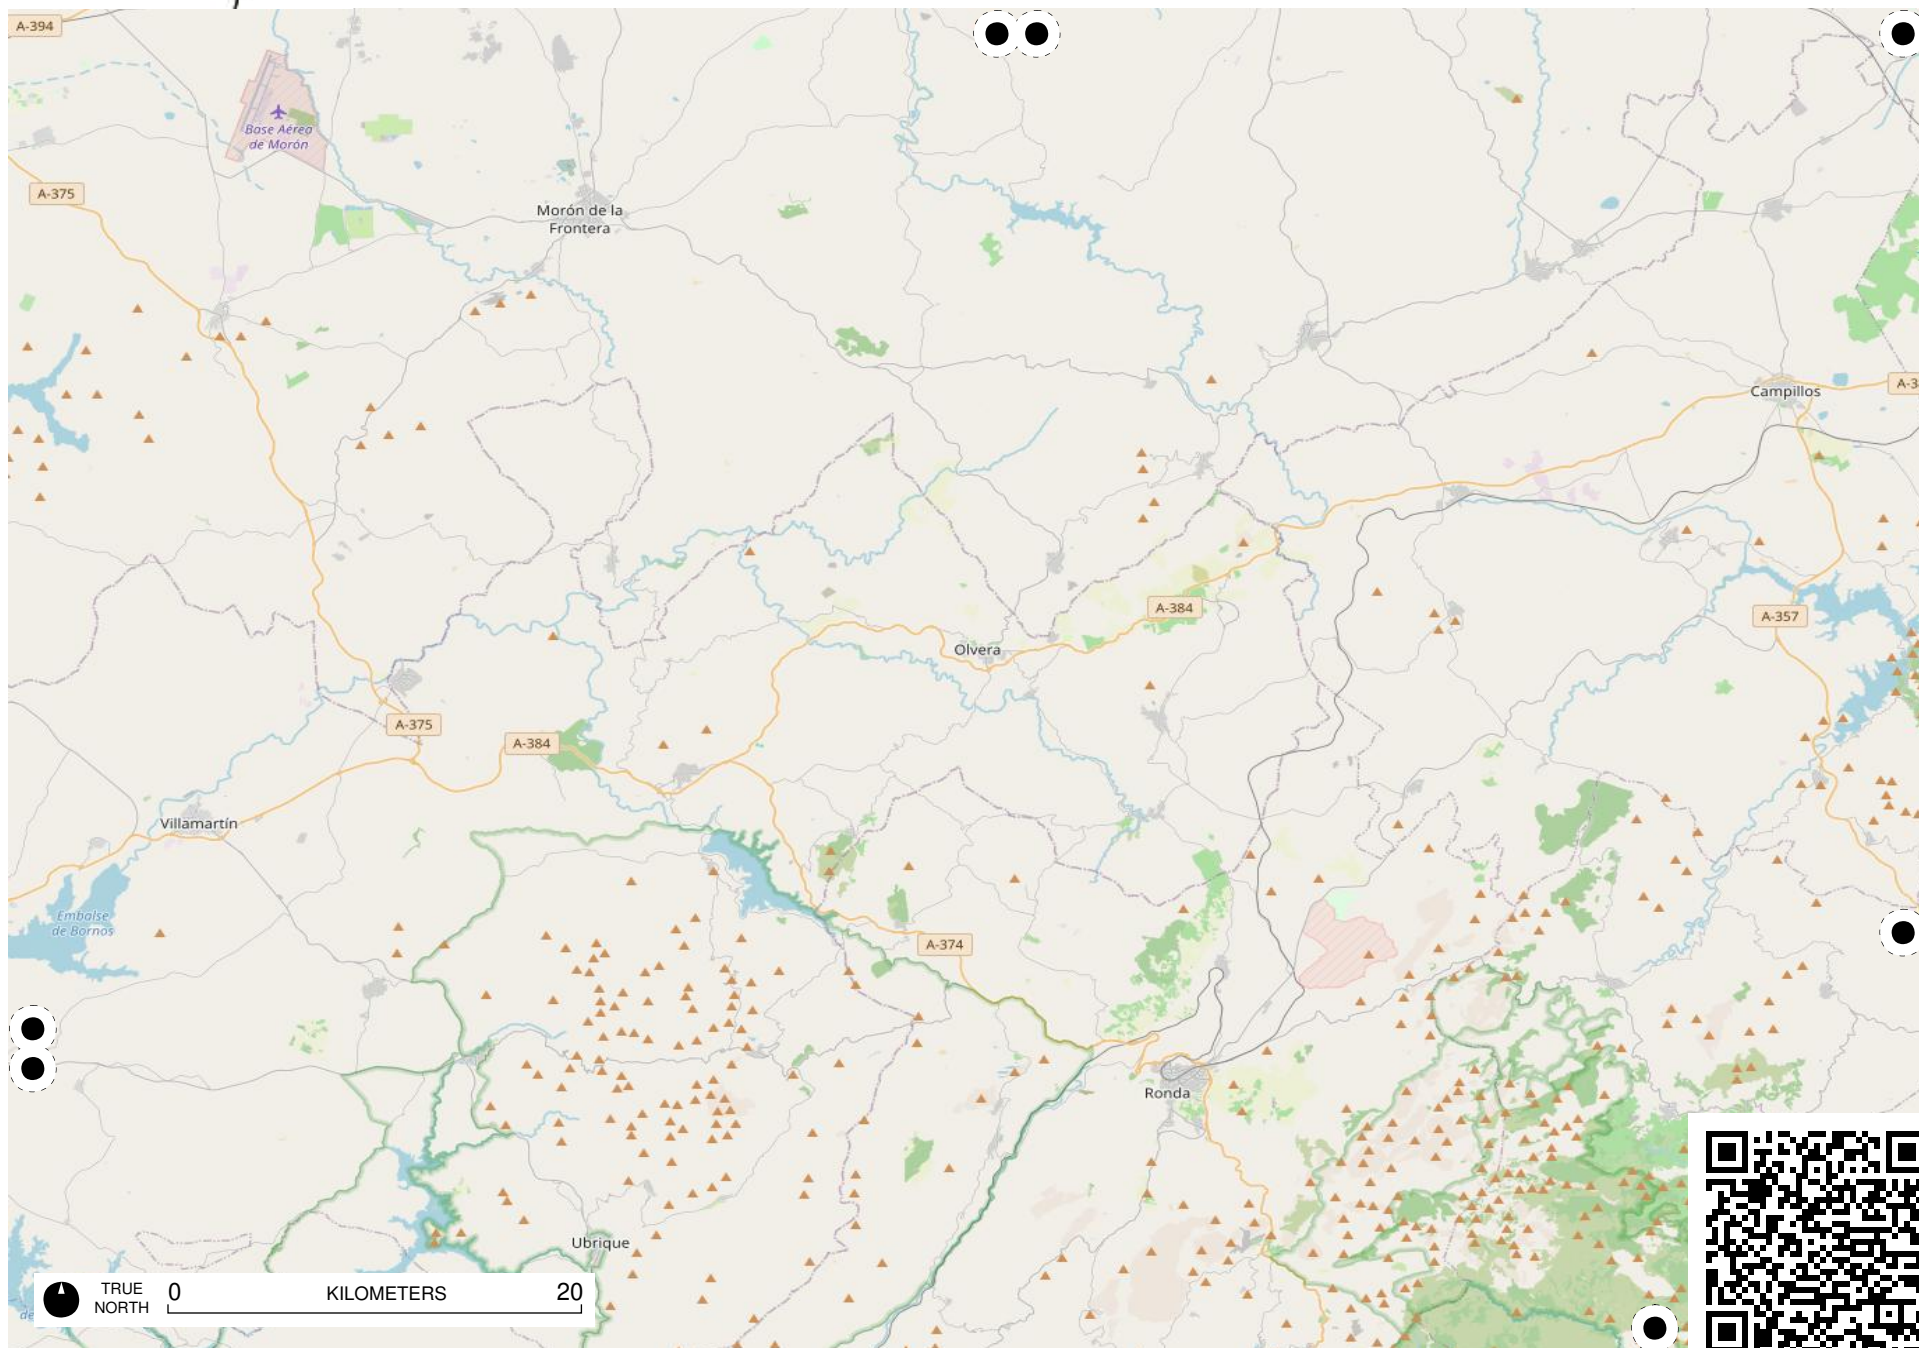 A-394
Base Aérea
de Morón
A-375
Morón de la
Frontera
Campillos
A-3
A-384
A-357
Olvera
A-375
A-384
Villamartín
Embalse
de Bornos
A-374
Ronda
Ubrique
TRUE
NORTH
0
KILOMETERS
20
de